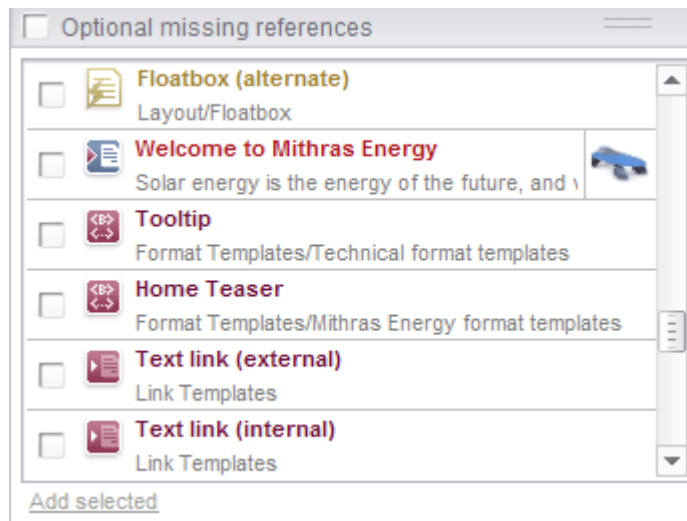 Optional missing references
Floatbox (alternate)
Layout/Floatbox
Welcome to Mithras Energy
Solar energy is the energy of the future, and
Tooltip
Format Templates/Technical format templates
Home Teaser
Format Templates/Mithras Energy format templates
Text link (external)
Link Templates
Text link (internal)
Link Templates
Add selected